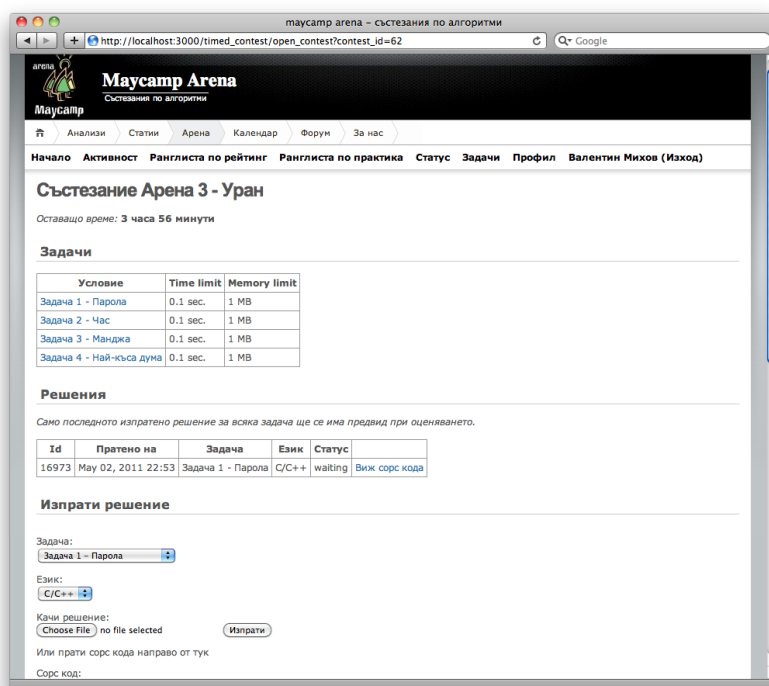 maycamp arena – състезания по алгоритми
http://localhost:3000/timed_contest/open_contest?contest_id=62
Google
arena
Maycamp
Maycamp Arena
Състезания по алгоритми
Анализи Статии Арена Календар Форум За нас
Начало Активност Ранглиста по рейтинг Ранглиста по практика Статус Задачи Профил Валентин Михов (Изход)
Състезание Арена 3 - Уран
Оставащо време: 3 часа 56 минути
Задачи
Условие Time limit Memory limit
Задача 1 - Парола 0.1 sec. 1 MB
Задача 2 - Час 0.1 sec. 1 MB
Задача 3 - Манджа 0.1 sec. 1 MB
Задача 4 - Най-къса дума 0.1 sec. 1 MB
Решения
Само последното изпратено решение за всяка задача ще се има предвид при оценяването.
Id Пратено на Задача Език Статус
16973 May 02, 2011 22:53 Задача 1 - Парола C/C++ waiting Виж сорс кода
Изпрати решение
Задача:
Задача 1 – Парола
Език:
C/C++
Качи решение:
Choose File no file selected Изпрати
Или прати сорс кода направо от тук
Сорс код: